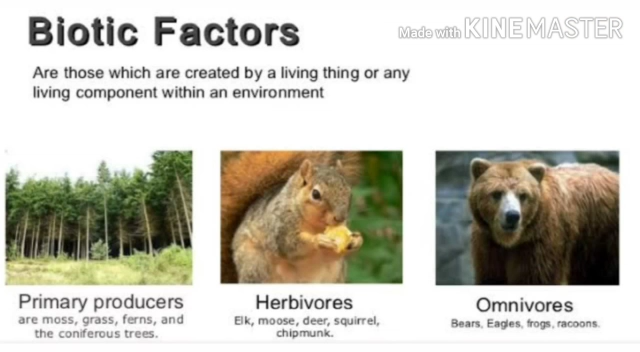 Biotic Factors
Made with KINEMASTER
Are those which are created by a living thing or any
living component within an environment
Primary producers
are moss, grass, ferns, and
the coniferous trees.
Herbivores
Elk, moose, deer, squirrel,
chipmunk.
Omnivores
Bears, Eagles, frogs, racoons.